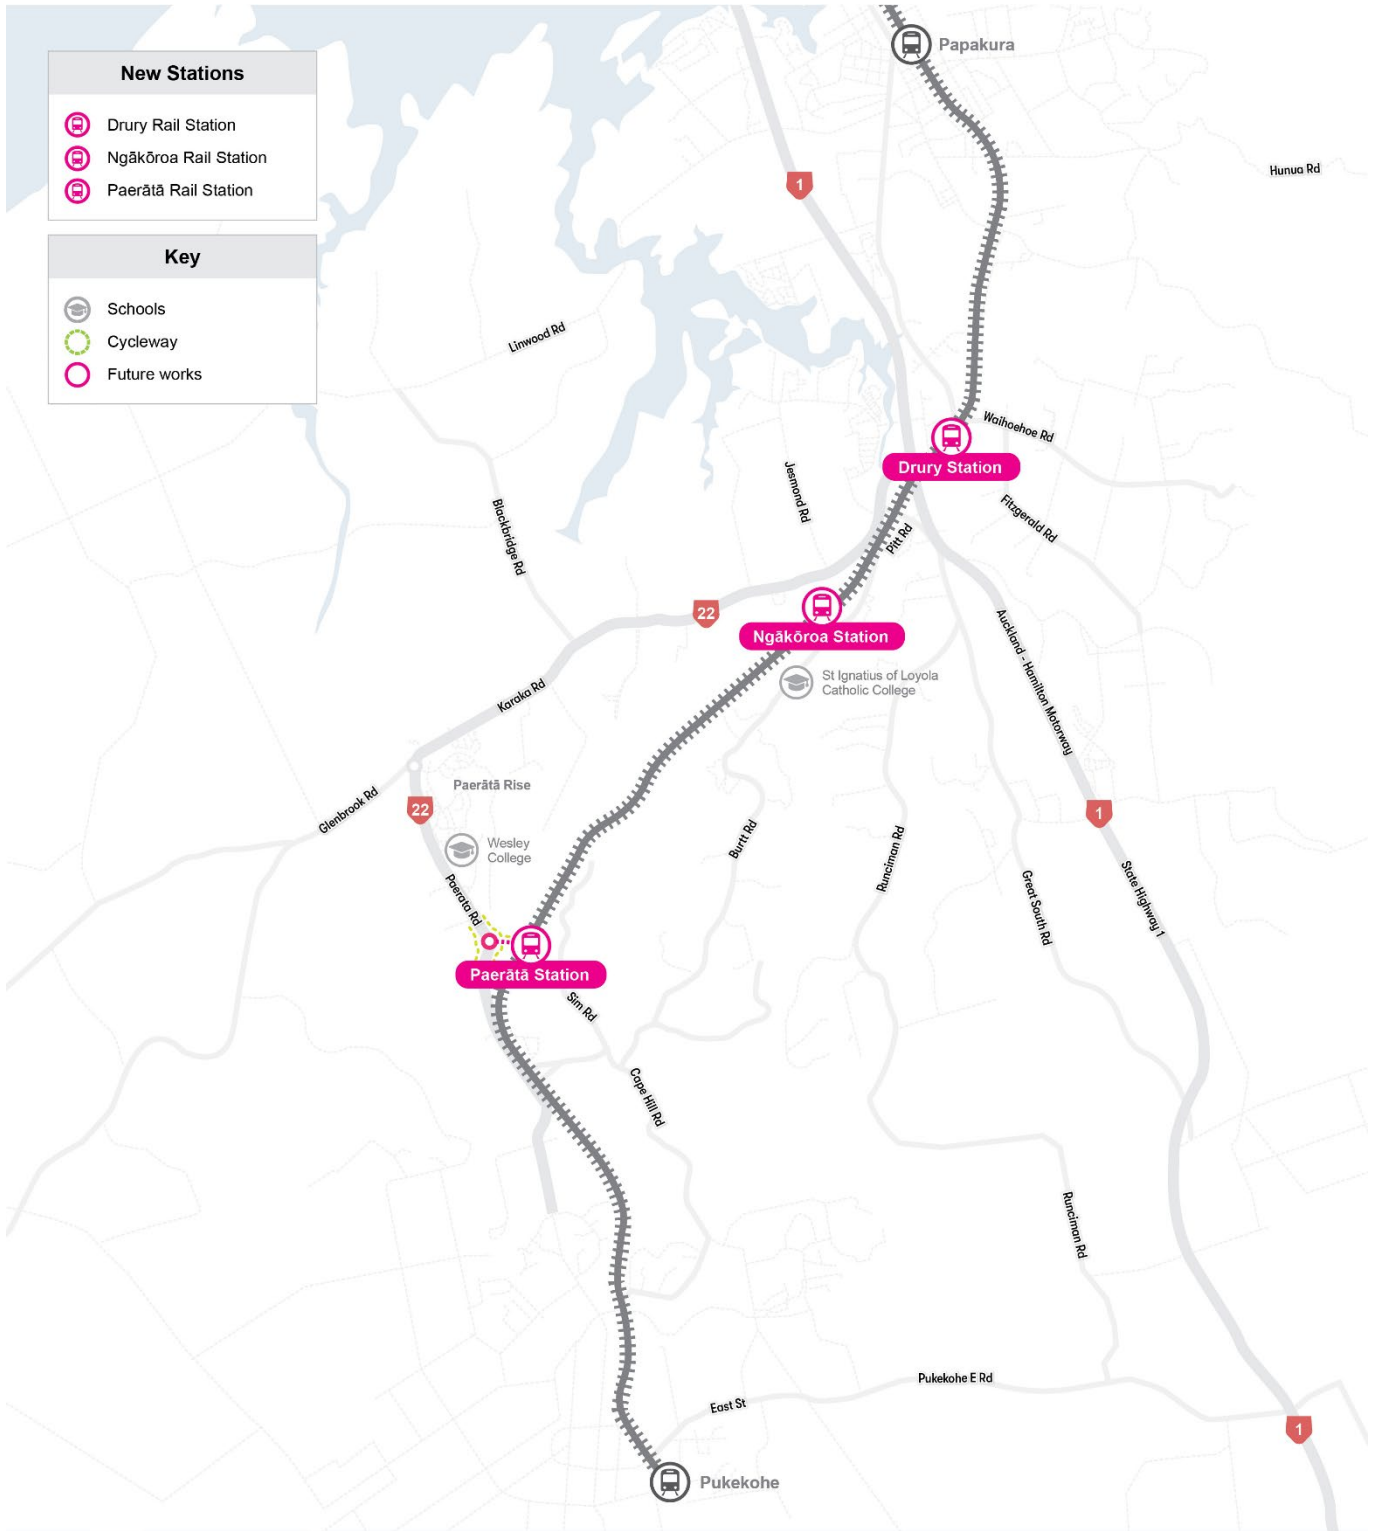 New Stations
Drury Rail Station
Ngākōroa Rail Station
Paerātā Rail Station
Key
Schools
Cycleway
Future works
Papakura
1
Hunua Rd
Linwood Rd
Waihoehoe Rd
Drury Station
Jesmond Rd
Blackbridge Rd
Fitzgerald Rd
Pitt Rd
22
Ngākōroa Station
St Ignatius of Loyola
Catholic College
Auckland - Hamilton Motorway
Karaka Rd
Paerātā Rise
Glenbrook Rd
22
1
Wesley
College
Burtt Rd
Runciman Rd
Paerata Rd
Great South Rd
State Highway 1
Paerātā Station
Sim Rd
Cape Hill Rd
Runciman Rd
Pukekohe E Rd
East St
1
Pukekohe